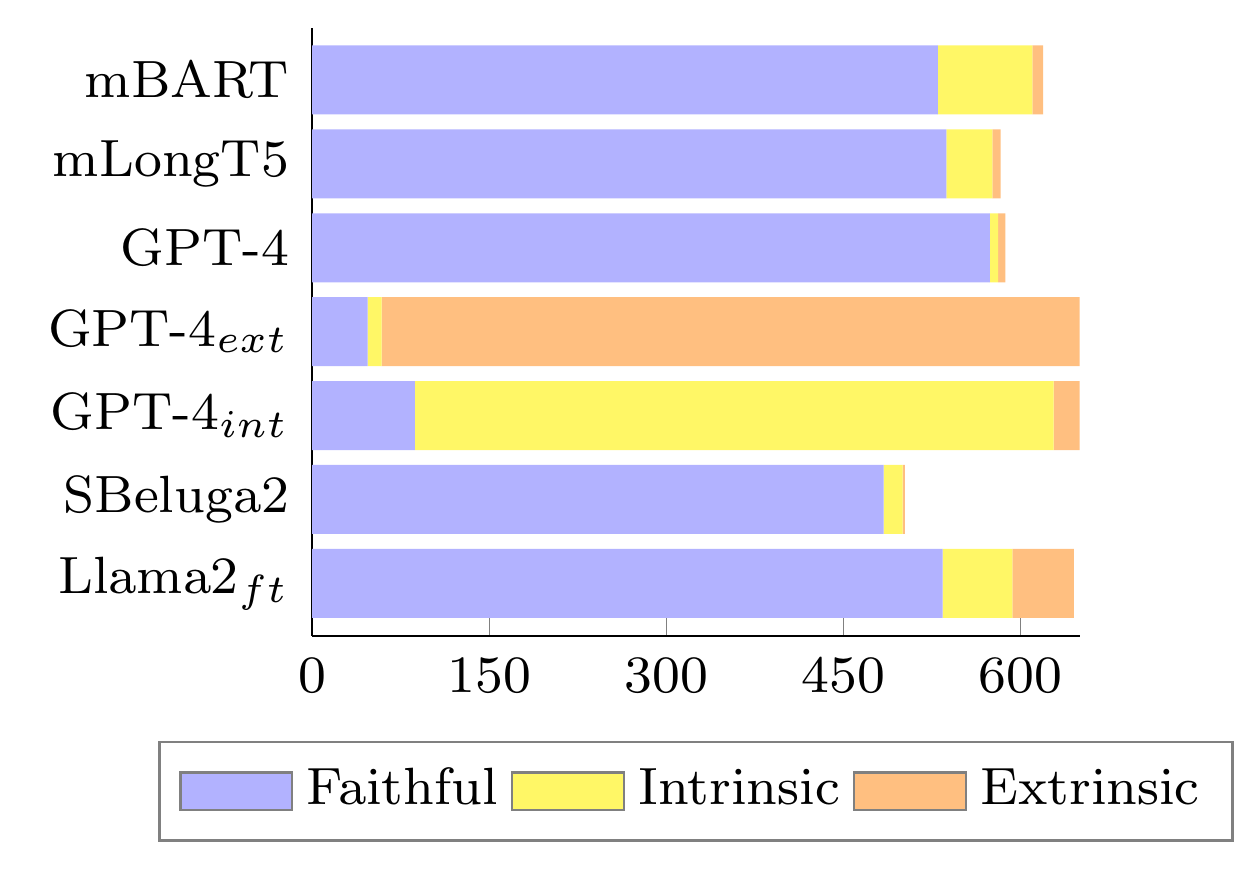 mBART
mLongT5
GPT-4
GPT-4ext
GPT-4int
SBeluga2
Llama2ft
0 150 300 450 600
Faithful Intrinsic Extrinsic